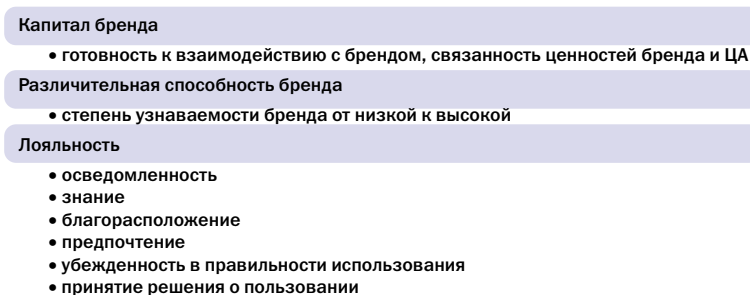 Капитал бренда
• готовность к взаимодействию с брендом, связанность ценностей бренда и ЦА
Различительная способность бренда
• степень узнаваемости бренда от низкой к высокой
Лояльность
• осведомленность
• знание
• благорасположение
• предпочтение
• убежденность в правильности использования
• принятие решения о пользовании